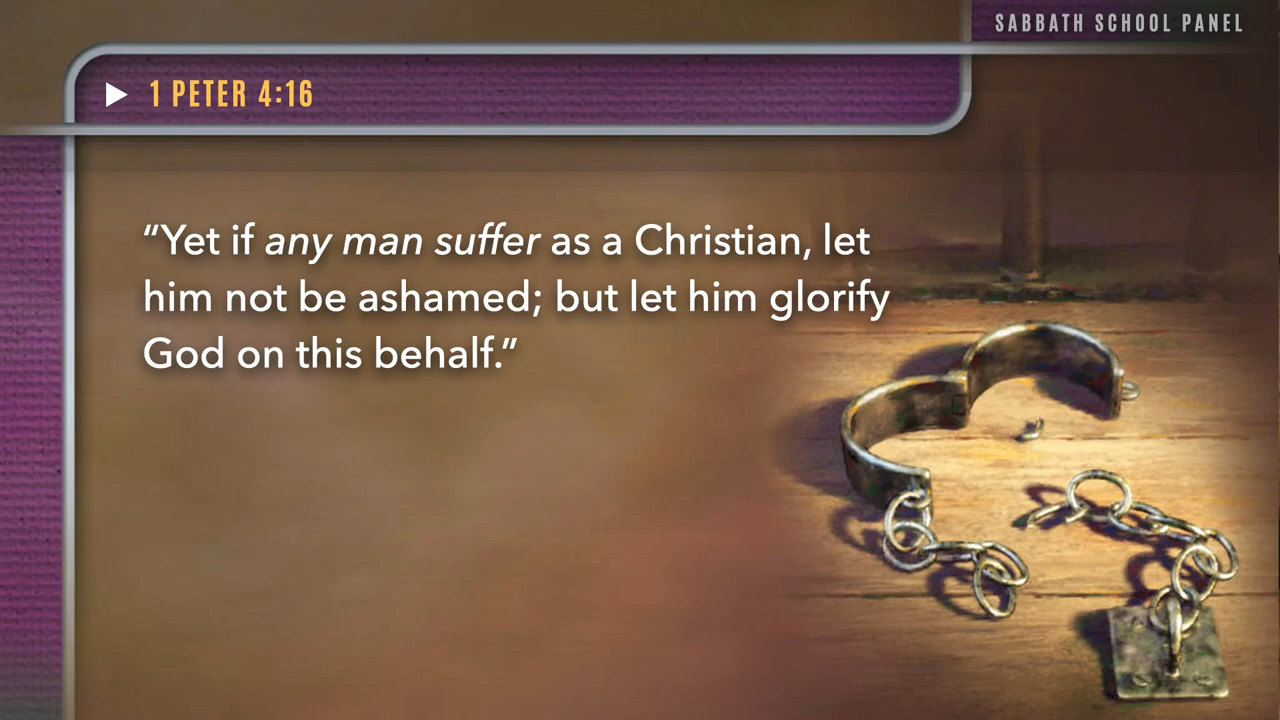 SABBATH SCHOOL PANEL
1 PETER 4:16
“Yet if any man suffer as a Christian, let
him not be ashamed; but let him glorify
God on this behalf.”